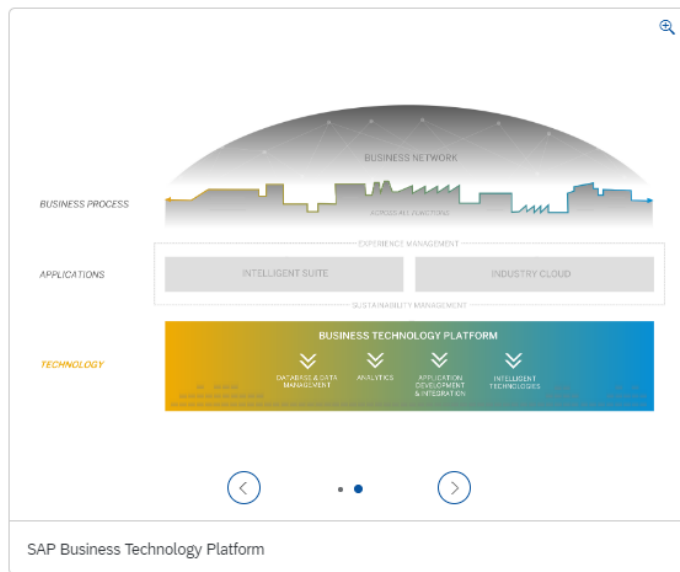 BUSINESS NETWORK
BUSINESS PROCESS
ACROSS ALL FUNCTIONS
EXPERIENCE MANAGEMENT
APPLICATIONS
INTELLIGENT SUITE
INDUSTRY CLOUD
SUSTAINABILITY MANAGEMENT
BUSINESS TECHNOLOGY PLATFORM
TECHNOLOGY
DATABASE & DATA
MANAGEMENT
ANALYTICS
APPLICATION
DEVELOPMENT
& INTEGRATION
INTELLIGENT
TECHNOLOGIES
SAP Business Technology Platform